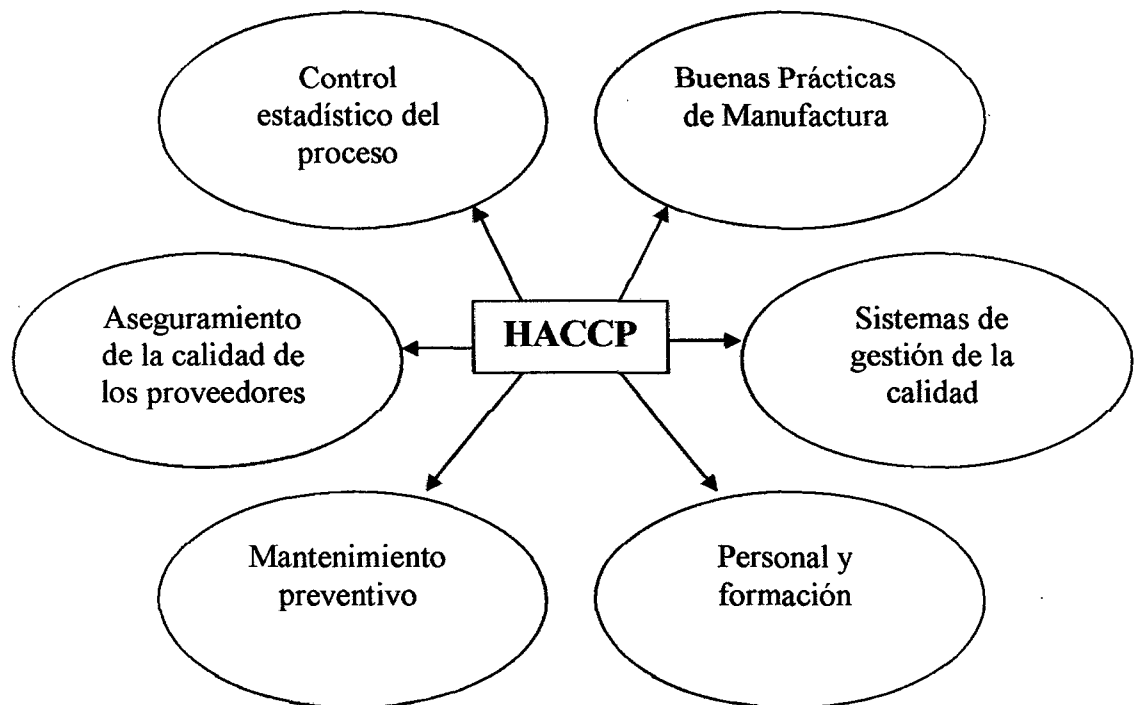 Control
estadístico del
proceso
Buenas Prácticas
de Manufactura
Aseguramiento
de la calidad de
los proveedores
HACCP
Sistemas de
gestión de la
calidad
Mantenimiento
preventivo
Personal y
formación